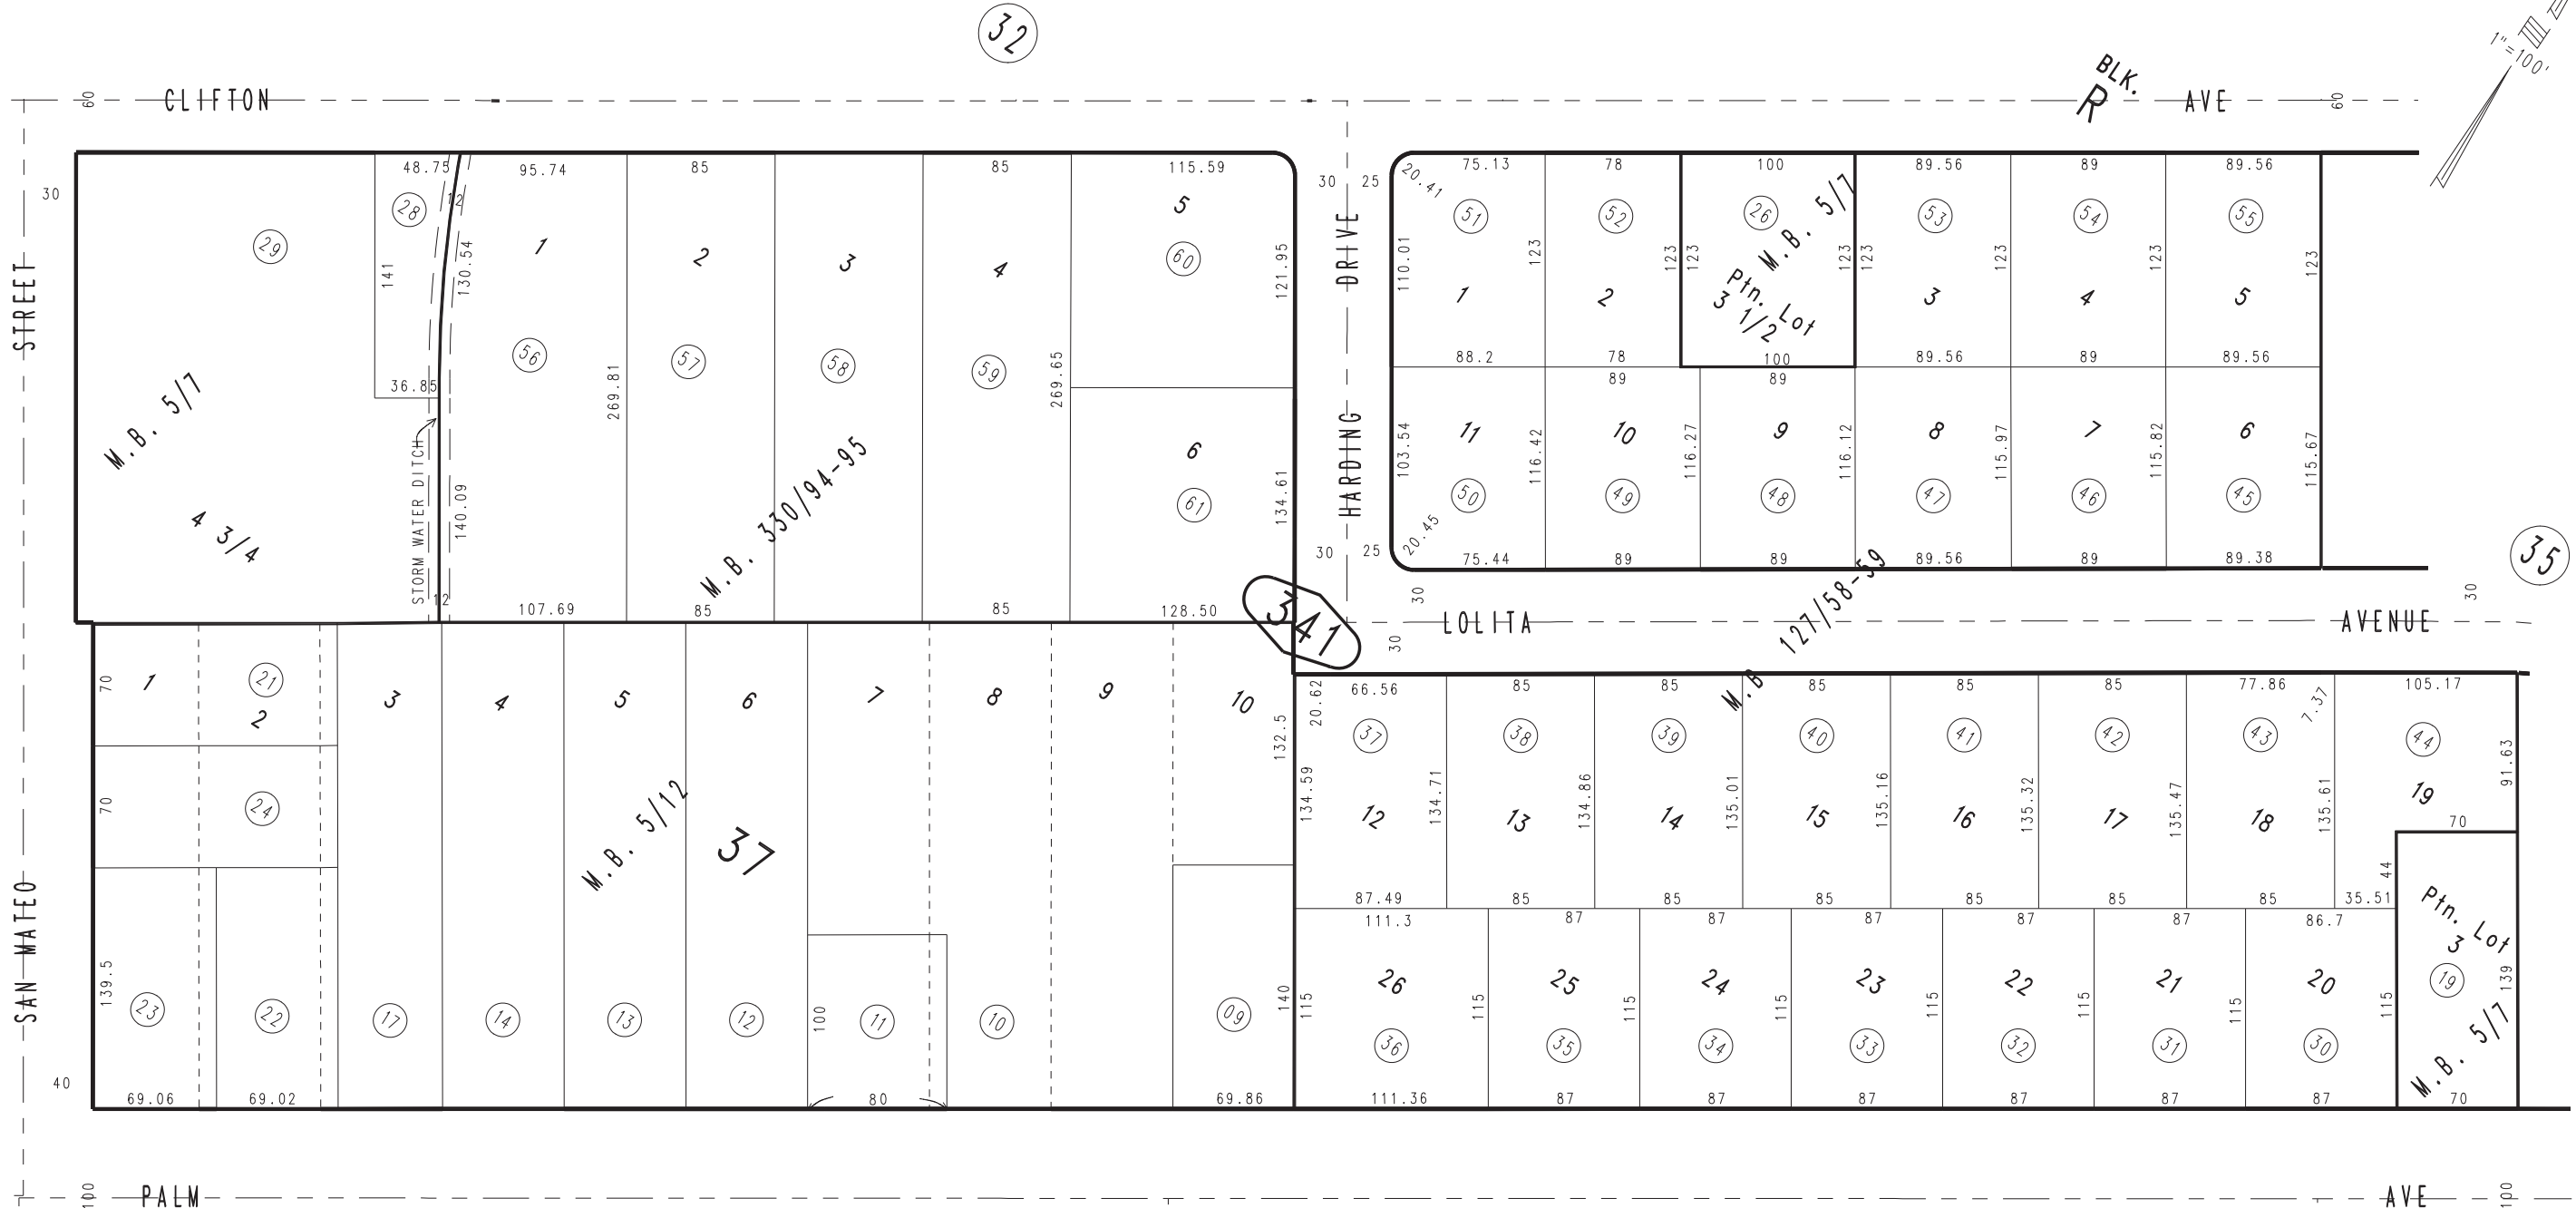 32
1"=100'
BLK.
R
60 CLIFTON AVE 60
30 48.75 95.74 85 85 115.59 30 25 20.41 75.13 78 100 89.56 89 89.56
28 12 5 51 52 26 53 54 55
29 1 2 3 4 60
141 130.54 121.95 110.01 123 123 123 123 123 123 123 123
M.B. 5/7
Ptn. Lot
3 1/2
1 2 3 4 5
56 57 58 59
36.85 269.81 269.65 88.2 78 100 89.56 89 89.56
89 89
STREET
HARDING DRIVE
M.B. 5/7
4 3/4
STORM WATER DITCH
140.09
M.B. 330/94-95
6
61
134.61
103.54 116.42 116.27 116.12 115.97 115.82 115.67
11 10 9 8 7 6
50 49 48 47 46 45
30 25 20.45 75.44 89 89 89.56 89 89.38
35
12 107.69 85 85 128.50
341
30 30
30 LOLITA AVENUE
M.B 127/58-59
70 1 21 2 3 4 5 6 7 8 9 10
132.5
20.62 66.56 85 85 85 85 85 77.86 7.37 105.17
37 38 39 40 41 42 43 44
70 24
M.B. 5/12
37
134.59 134.71 134.86 135.01 135.16 135.32 135.47 135.61 91.63
12 13 14 15 16 17 18 19
70
44
87.49 85 85 85 85 85 85 35.51
111.3 87 87 87 87 87 86.7
SAN MATEO
139.5
23 22 17 14 13 12 100 11 10 09 140
115 115 115 115 115 115 115 115
26 25 24 23 22 21 20
36 35 34 33 32 31 30
Ptn. Lot
3
19
139
M.B. 5/7
40 69.06 69.02 80 69.86 111.36 87 87 87 87 87 87 70
100 PALM AVE 100